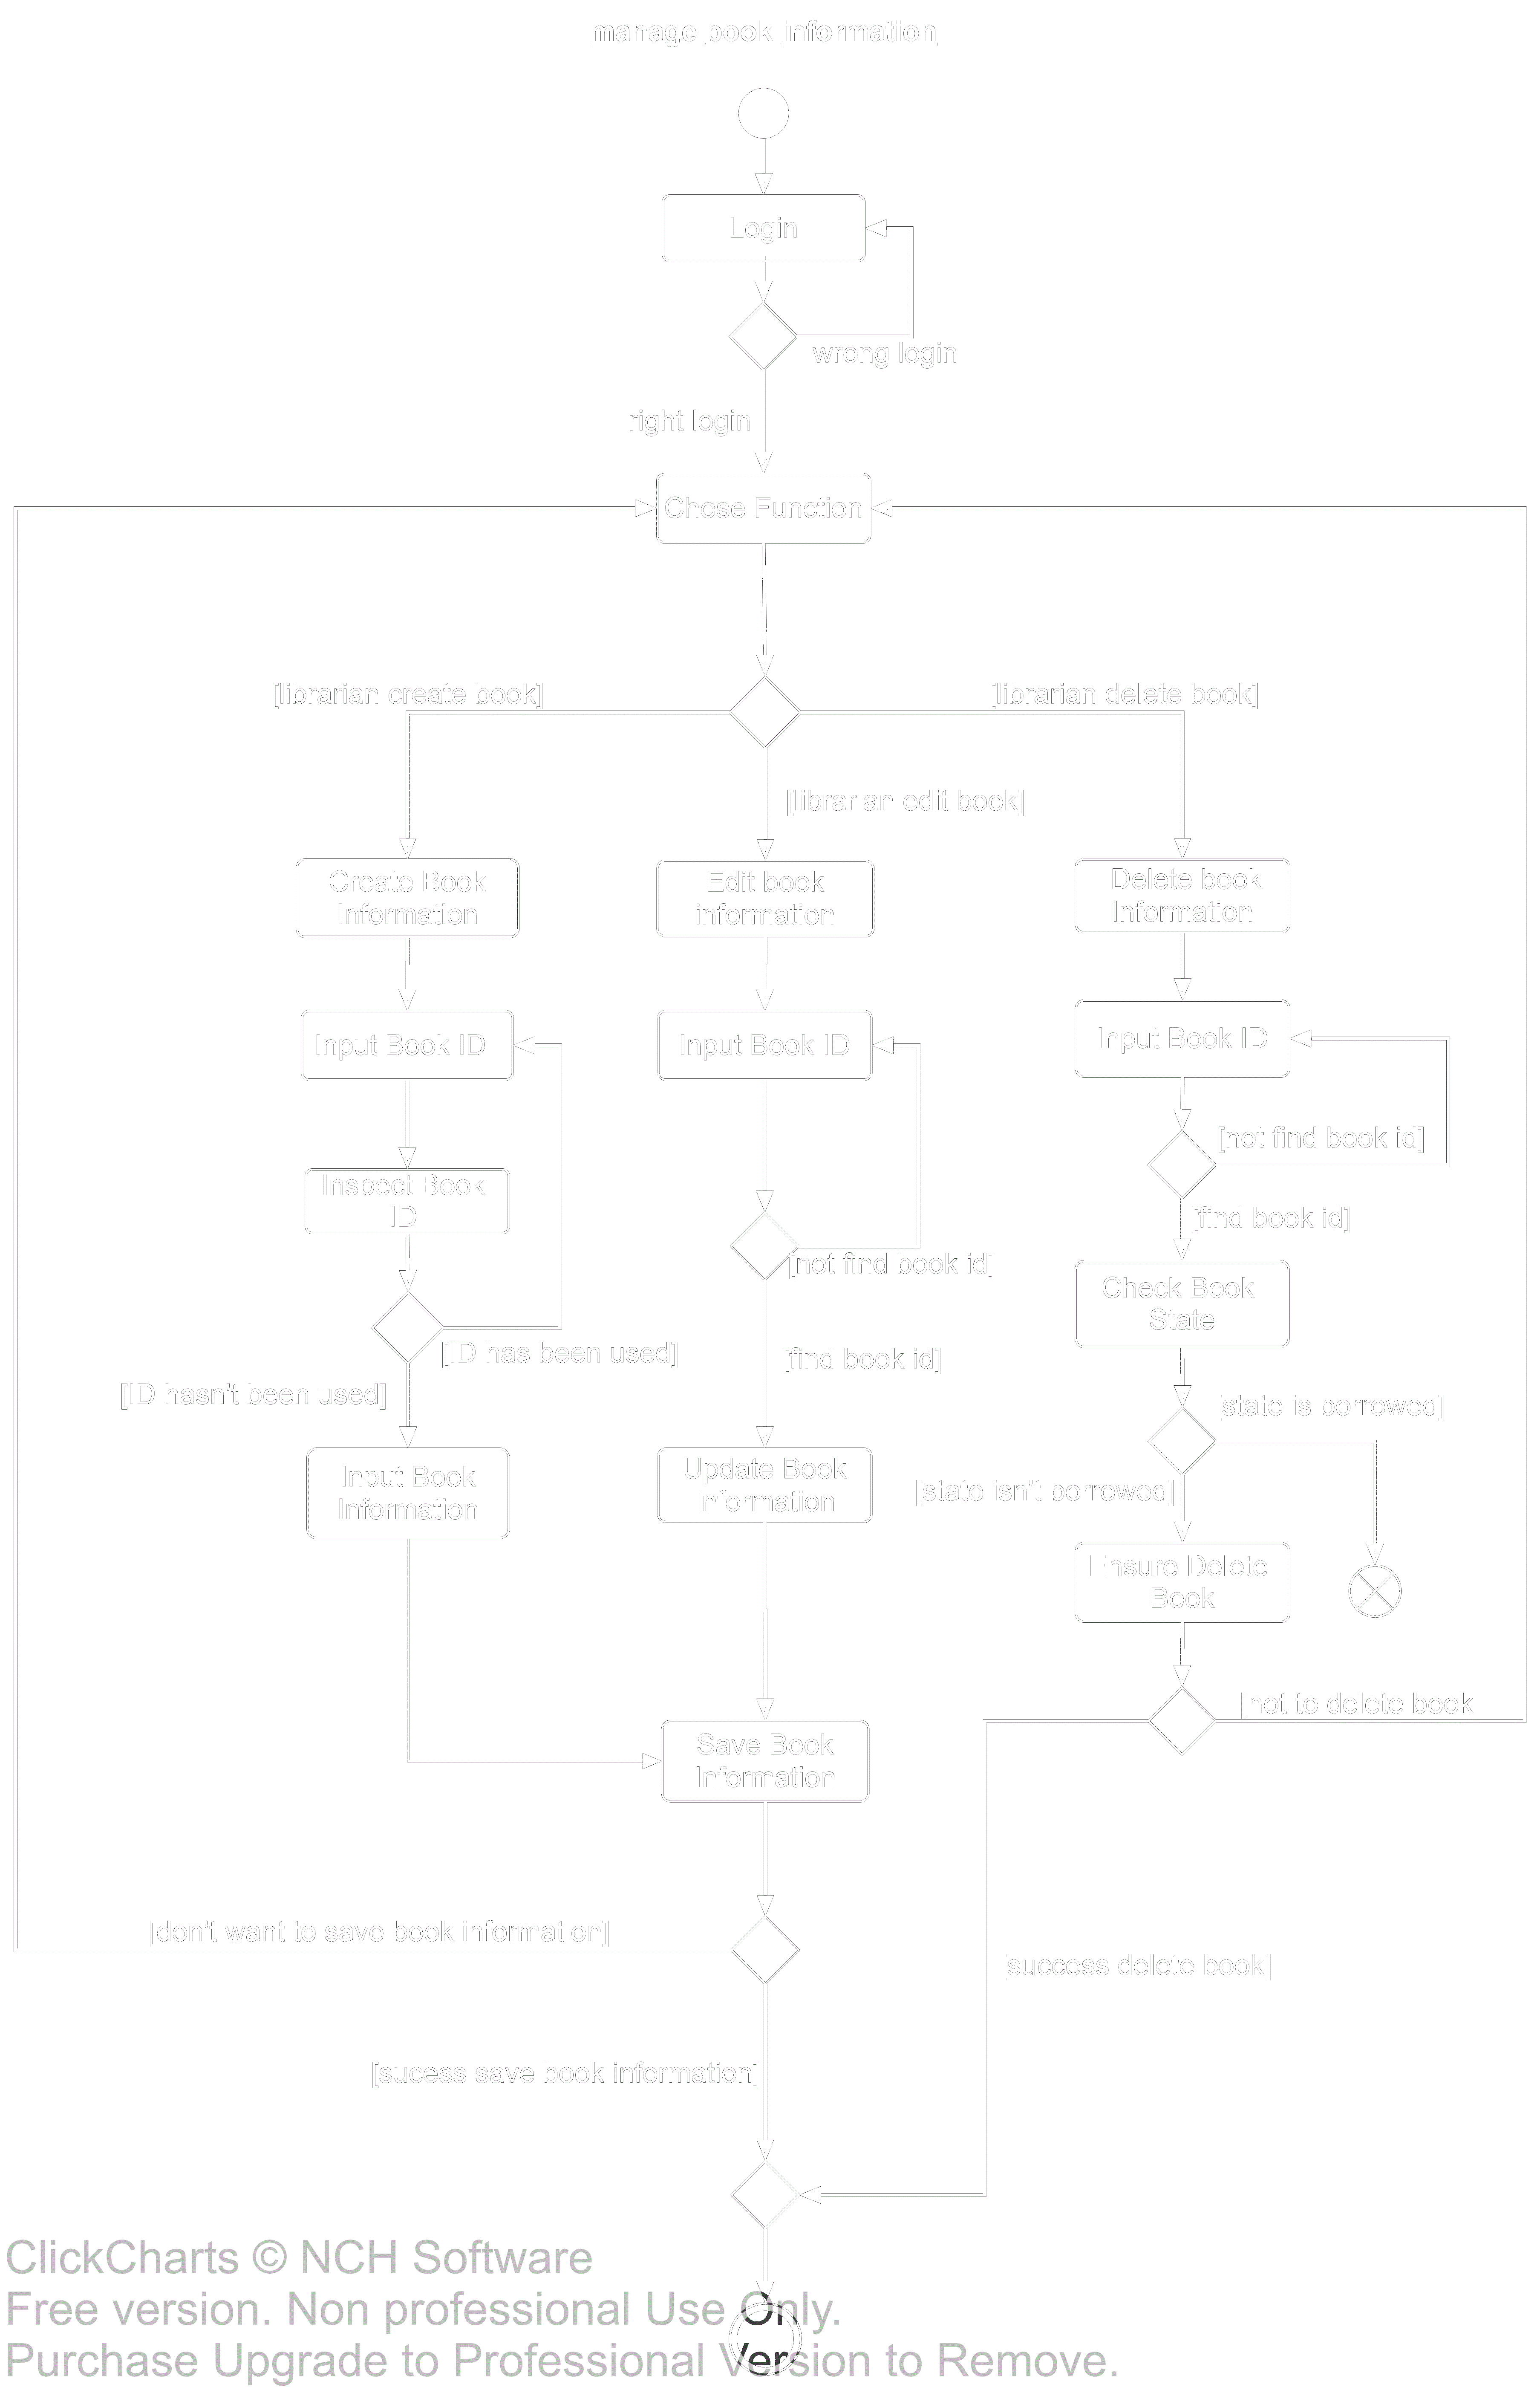 [manage book information]
Login
wrong login
right login
Chose Function
[librarian create book]
[librarian delete book]
[librarian edit book]
Create Book
Information
Edit book
information
Delete book
Information
Input Book ID
Input Book ID
Input Book ID
[not find book id]
Inspect Book
ID
[find book id]
[not find book id]
Check Book
State
[ID has been used]
[find book id]
[ID hasn't been used]
[state is borrowed]
Input Book
Information
Update Book
Information
[state isn't borrowed]
Ensure Delete
Book
[not to delete book
Save Book
Information
[don't want to save book information]
[success delete book]
[sucess save book information]
ClickCharts © NCH Software
Free version. Non professional Use Only.
Purchase Upgrade to Professional Version to Remove.